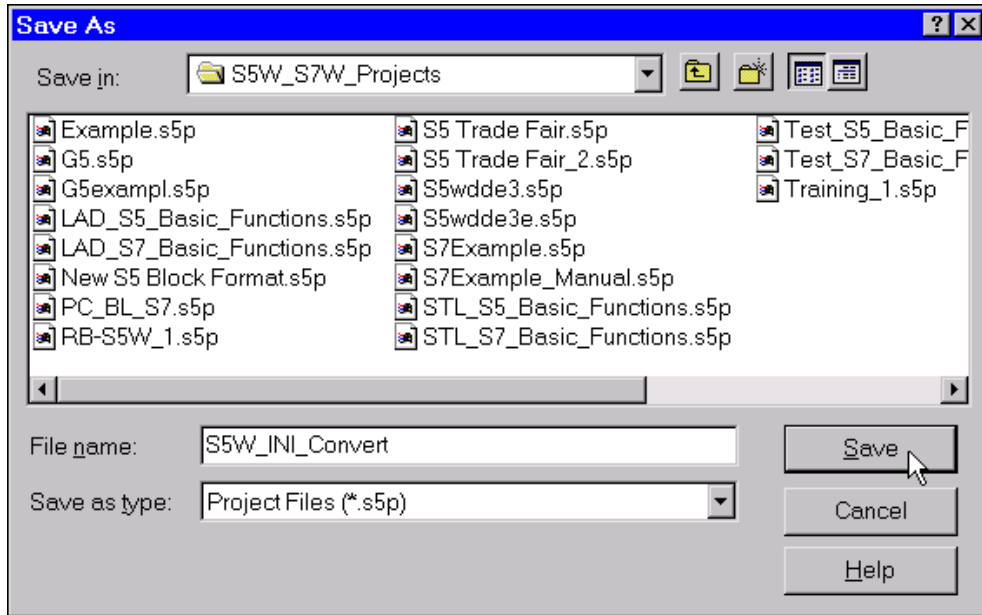 Save As
Save in: S5W_S7W_Projects
Example.s5p S5 Trade Fair.s5p Test_S5_Basic_F
G5.s5p S5 Trade Fair_2.s5p Test_S7_Basic_F
G5exampl.s5p S5wdde3.s5p Training_1.s5p
LAD_S5_Basic_Functions.s5p S5wdde3e.s5p
LAD_S7_Basic_Functions.s5p S7Example.s5p
New S5 Block Format.s5p S7Example_Manual.s5p
PC_BL_S7.s5p STL_S5_Basic_Functions.s5p
RB-S5W_1.s5p STL_S7_Basic_Functions.s5p
File name: S5W_INI_Convert Save
Save as type: Project Files (*.s5p) Cancel
Help